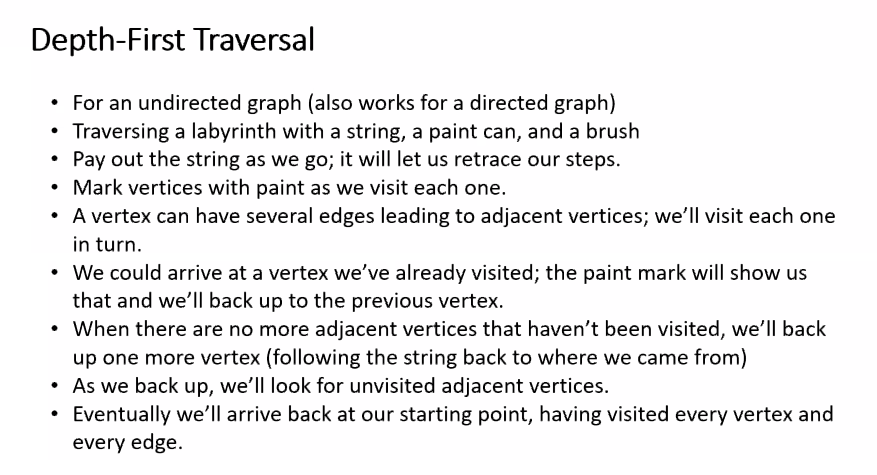 Depth-First Traversal
• For an undirected graph (also works for a directed graph)
• Traversing a labyrinth with a string, a paint can, and a brush
• Pay out the string as we go; it will let us retrace our steps.
• Mark vertices with paint as we visit each one.
• A vertex can have several edges leading to adjacent vertices; we’ll visit each one
in turn.
• We could arrive at a vertex we’ve already visited; the paint mark will show us
that and we’ll back up to the previous vertex.
• When there are no more adjacent vertices that haven’t been visited, we’ll back
up one more vertex (following the string back to where we came from)
• As we back up, we’ll look for unvisited adjacent vertices.
• Eventually we’ll arrive back at our starting point, having visited every vertex and
every edge.